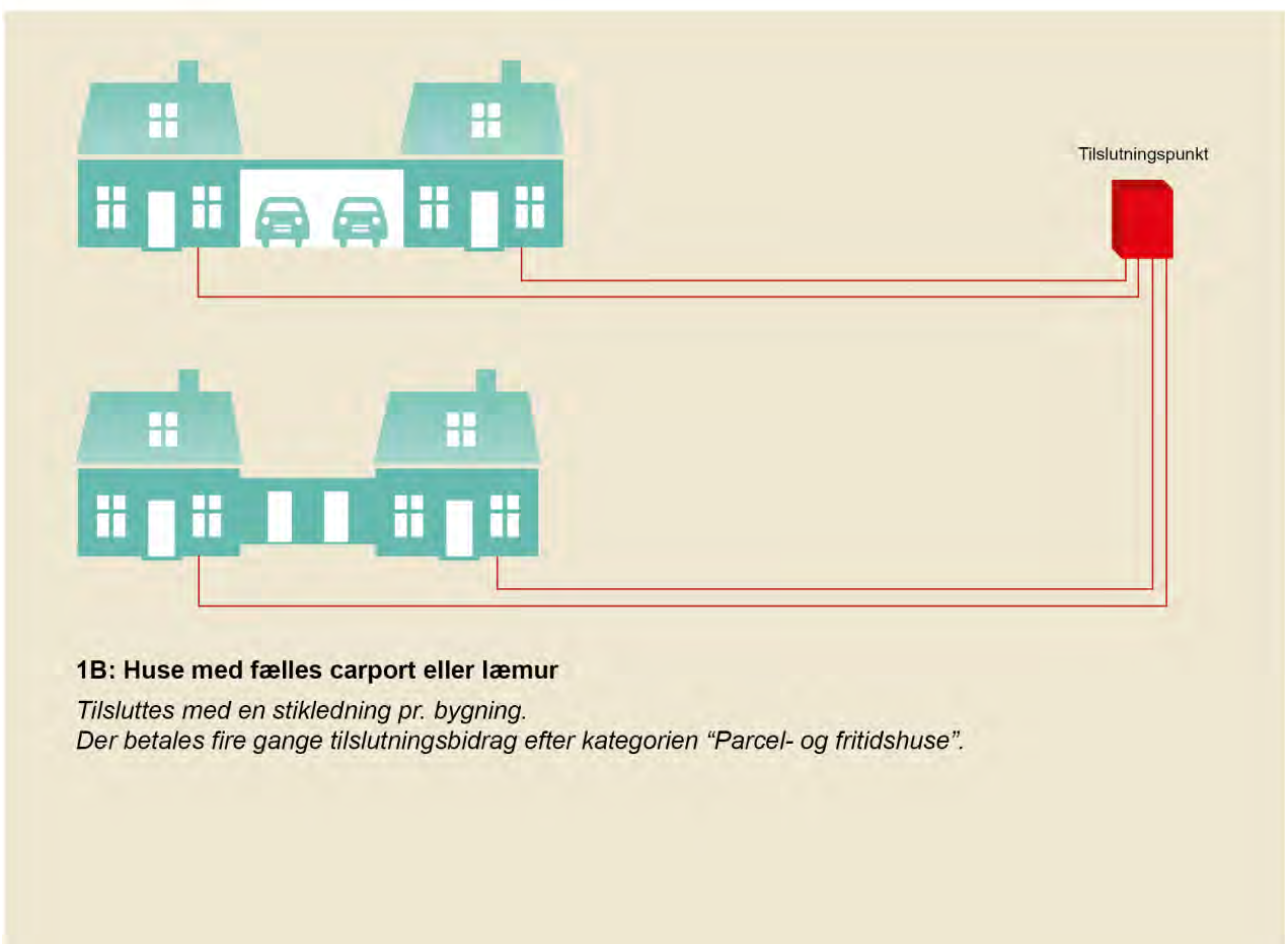 Tilslutningspunkt
1B: Huse med fælles carport eller læmur
Tilsluttes med en stikledning pr. bygning.
Der betales fire gange tilslutningsbidrag efter kategorien “Parcel- og fritidshuse”.